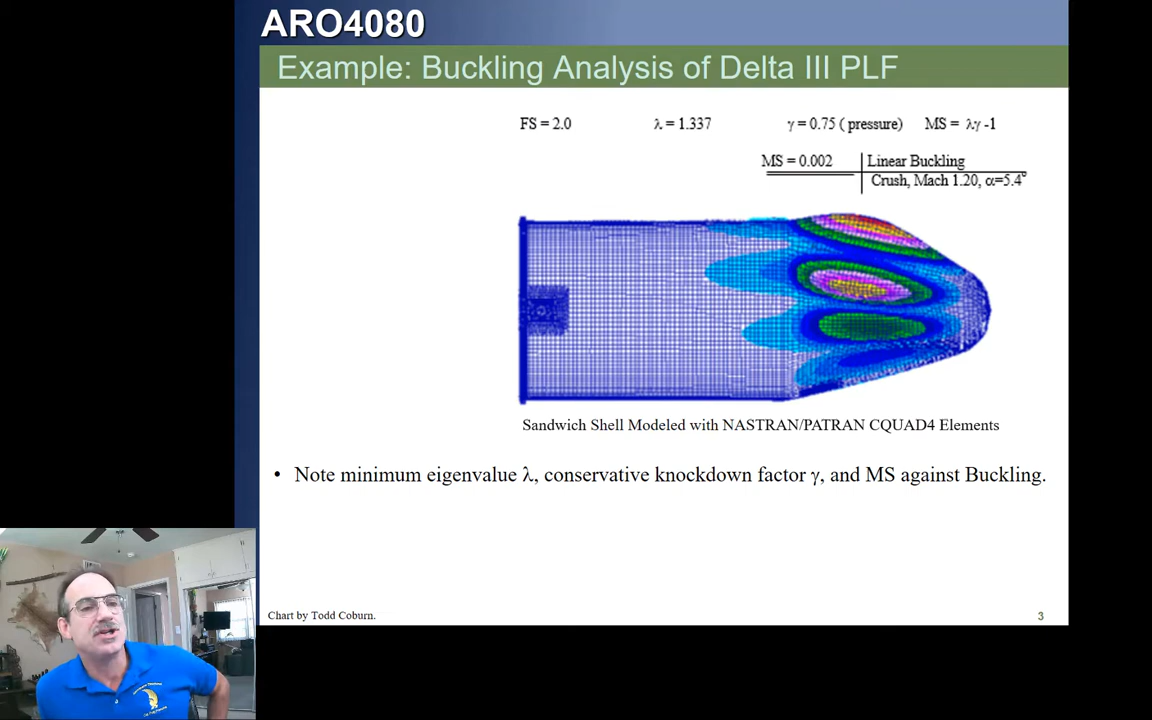 ARO4080
Example: Buckling Analysis of Delta III PLF
FS = 2.0 λ = 1.337 γ = 0.75 ( pressure) MS = λγ -1
MS = 0.002 Linear Buckling
Crush, Mach 1.20, α=5.4°
Sandwich Shell Modeled with NASTRAN/PATRAN CQUAD4 Elements
• Note minimum eigenvalue λ, conservative knockdown factor γ, and MS against Buckling.
Chart by Todd Coburn.
3